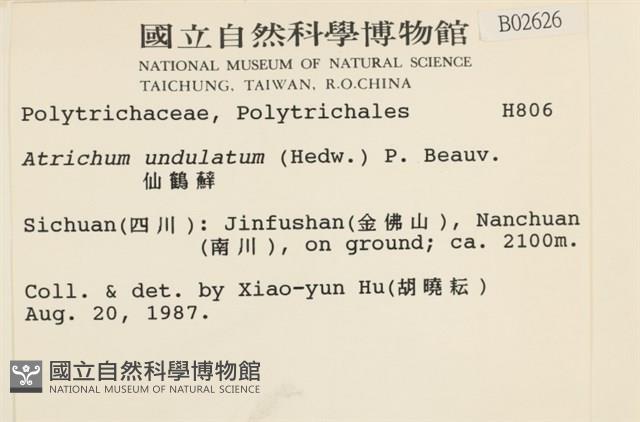 B02626
國立自然科學博物館
NATIONAL MUSEUM OF NATURAL SCIENCE
TAICHUNG, TAIWAN, R.O.CHINA
Polytrichaceae, Polytrichales H806
Atrichum undulatum (Hedw.) P. Beauv.
仙鶴蘚
Sichuan(四川): Jinfushan(金佛山), Nanchuan
(南川), on ground; ca. 2100m.
Coll. & det. by Xiao-yun Hu(胡曉耘)
Aug. 20, 1987.
國立自然科學博物館
NATIONAL MUSEUM OF NATURAL SCIENCE